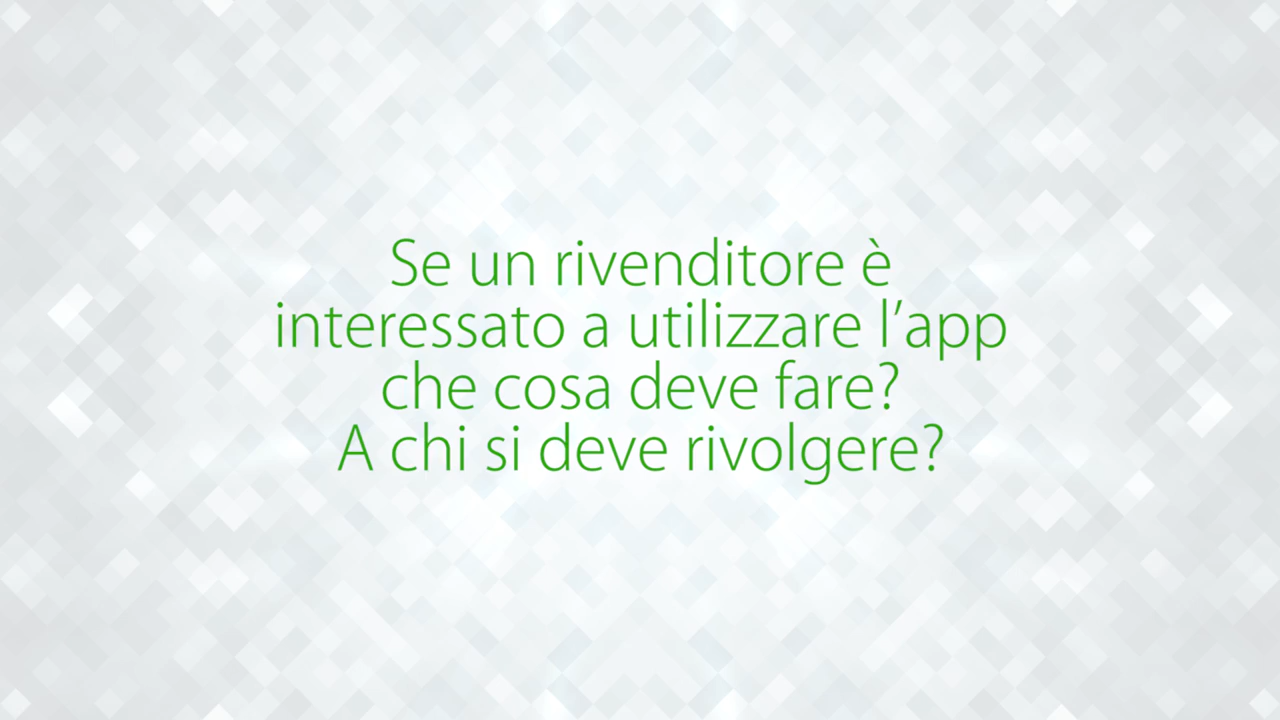 Se un rivenditore è
interessato a utilizzare l’app
che cosa deve fare?
A chi si deve rivolgere?